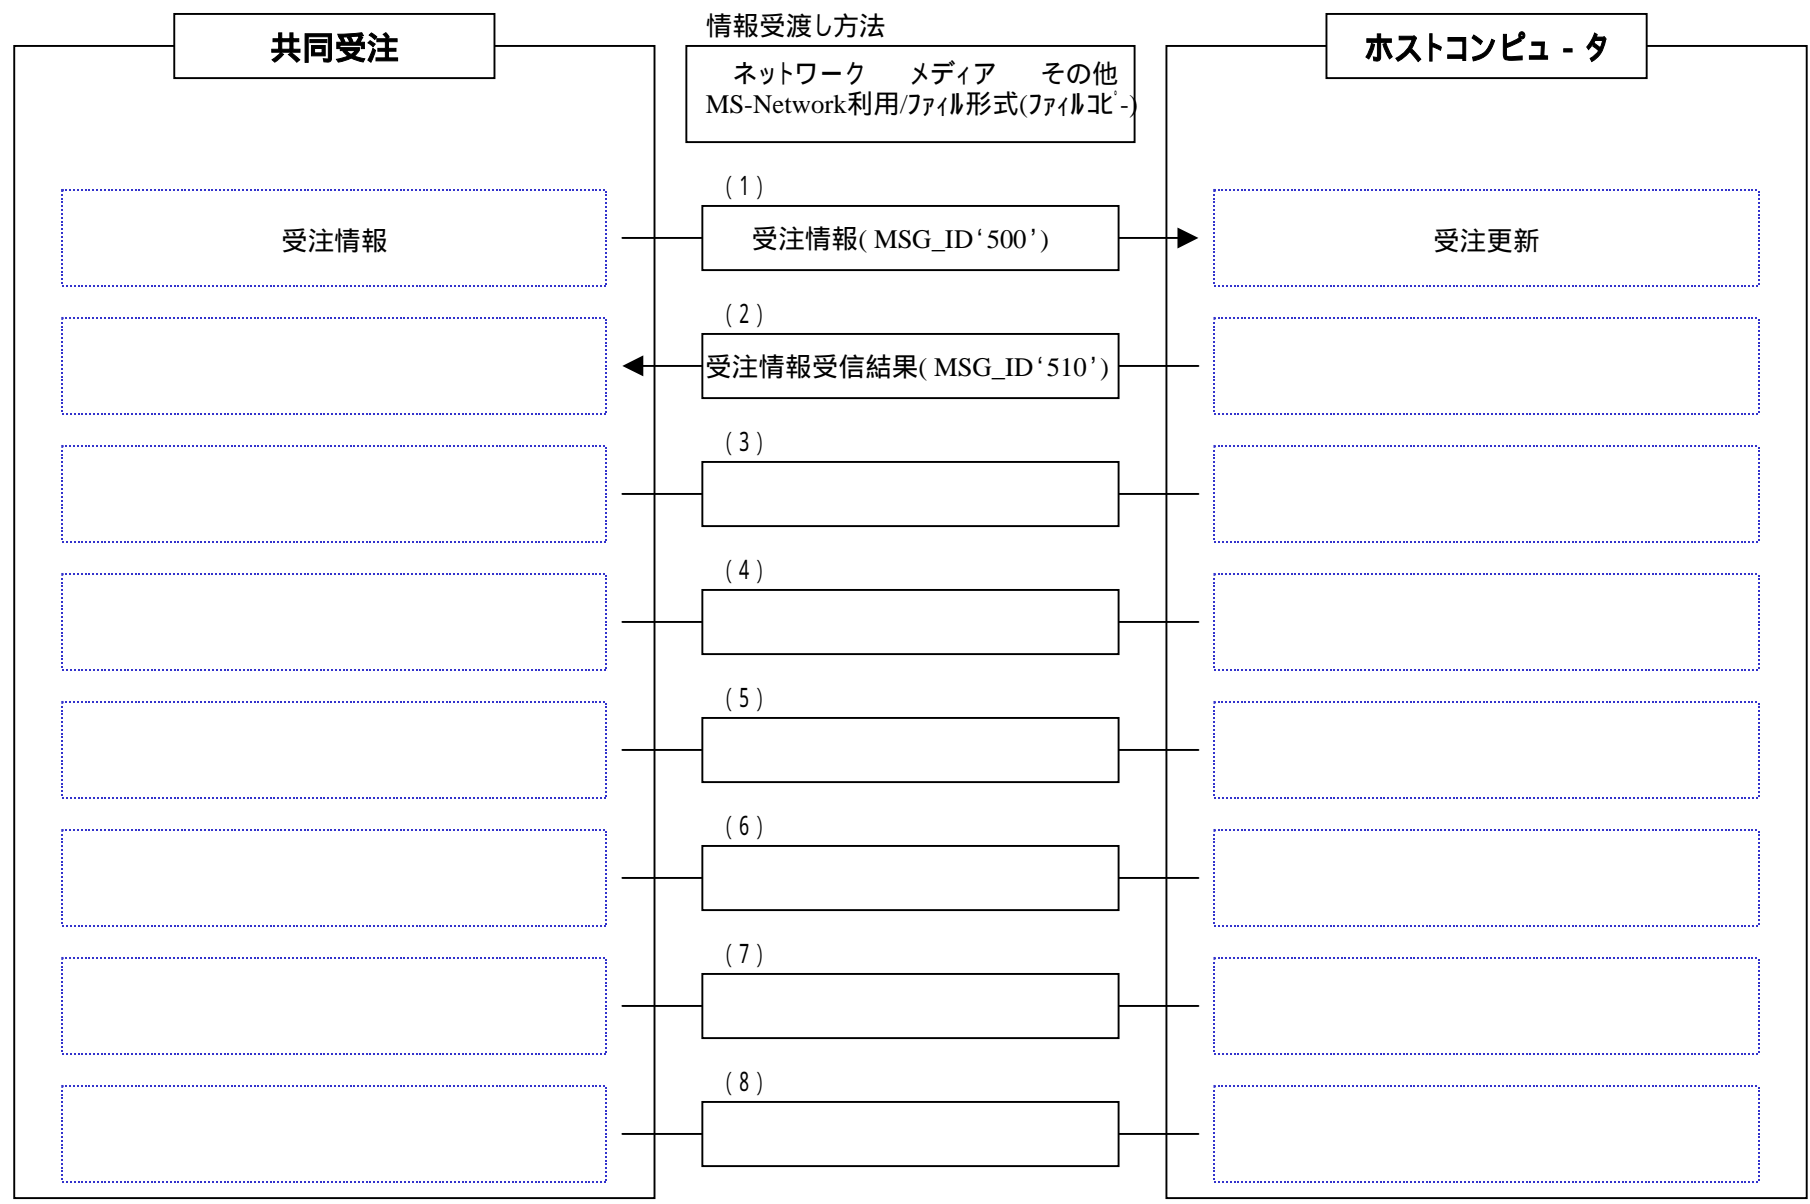 情報受渡し方法
共同受注
ホストコンピュ - タ
ネットワーク メディア その他
MS-Network利用/ﾌｧｲﾙ形式(ﾌｧｲﾙｺﾋﾟ-)
(1)
受注情報
受注情報( MSG_ID‘500’)
受注更新
(2)
受注情報受信結果( MSG_ID‘510’)
(3)
(4)
(5)
(6)
(7)
(8)